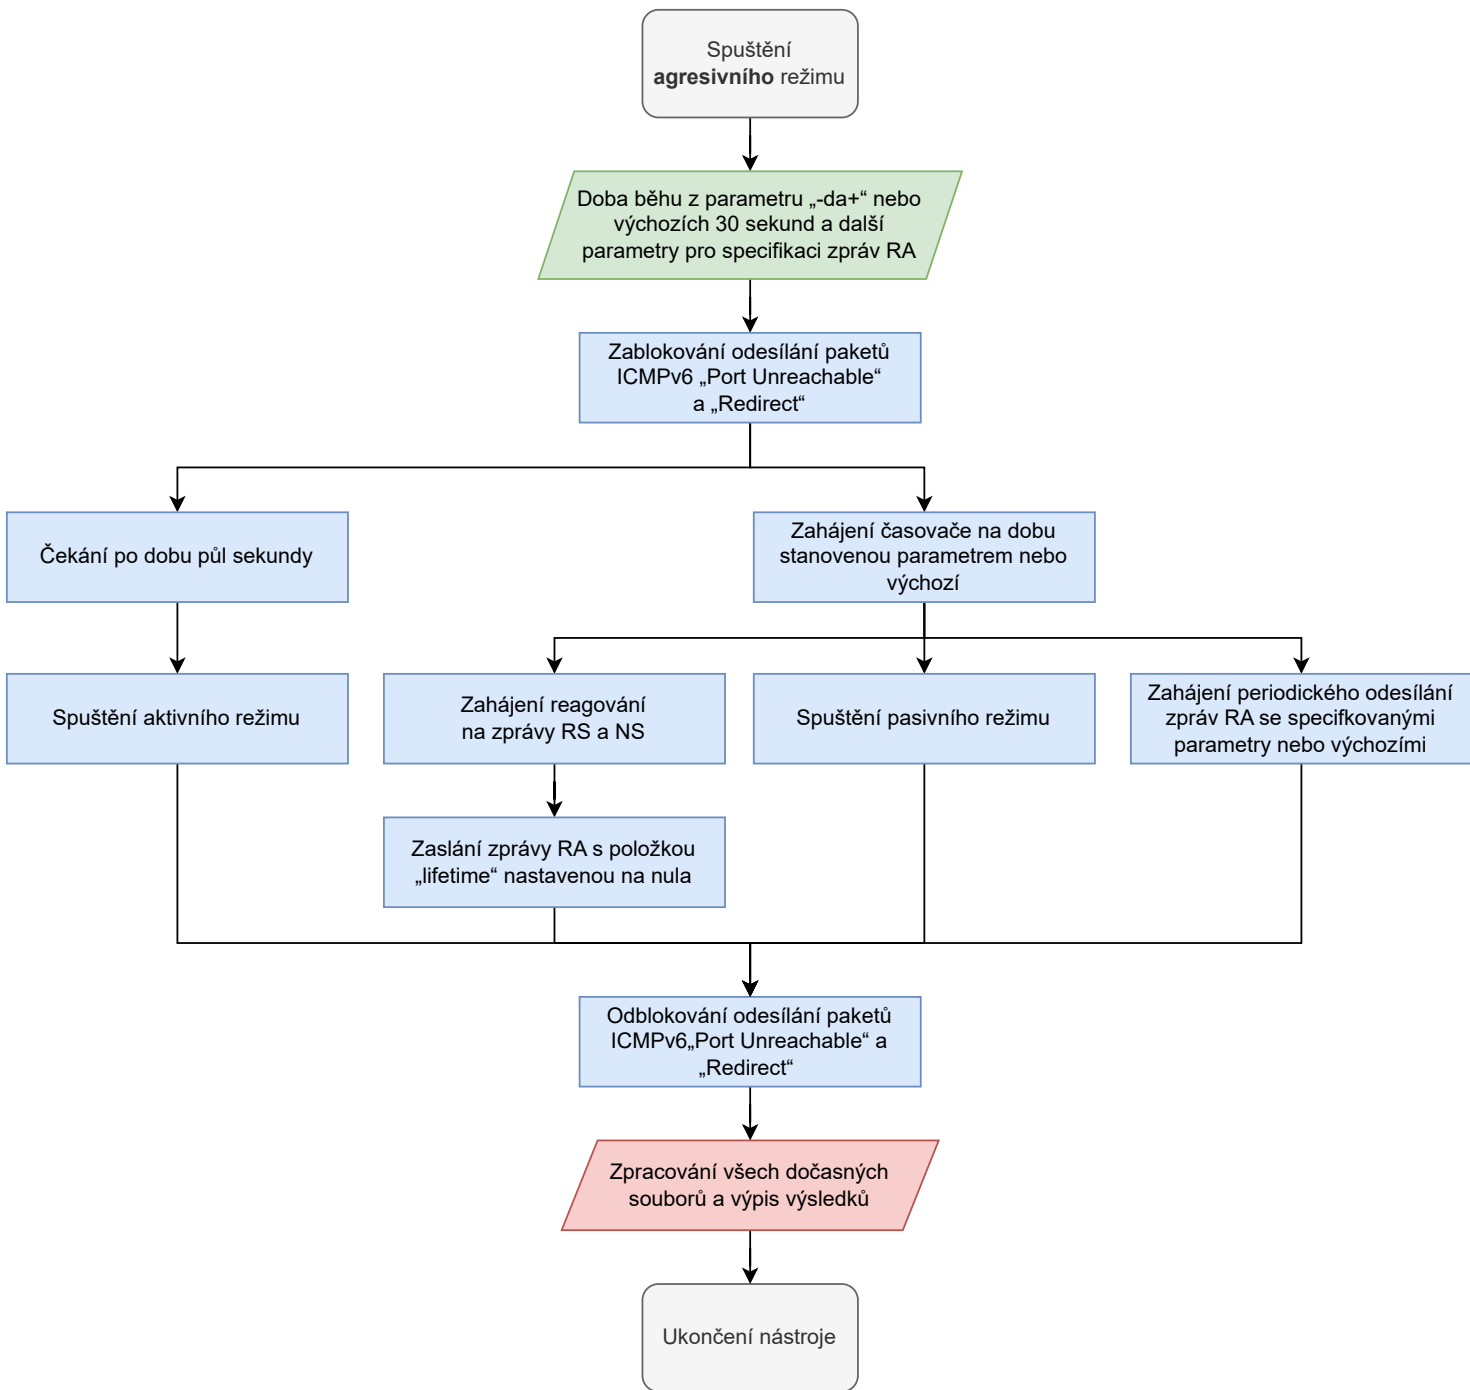 Spuštění
agresivního režimu
Doba běhu z parametru „-da+“ nebo
výchozích 30 sekund a další
parametry pro specifikaci zpráv RA
Zablokování odesílání paketů
ICMPv6 „Port Unreachable“
a „Redirect“
Čekání po dobu půl sekundy
Zahájení časovače na dobu
stanovenou parametrem nebo
výchozí
Spuštění aktivního režimu
Zahájení reagování
na zprávy RS a NS
Spuštění pasivního režimu
Zahájení periodického odesílání
zpráv RA se specifkovanými
parametry nebo výchozími
Zaslání zprávy RA s položkou
„lifetime“ nastavenou na nula
Odblokování odesílání paketů
ICMPv6„Port Unreachable“ a
„Redirect“
Zpracování všech dočasných
souborů a výpis výsledků
Ukončení nástroje